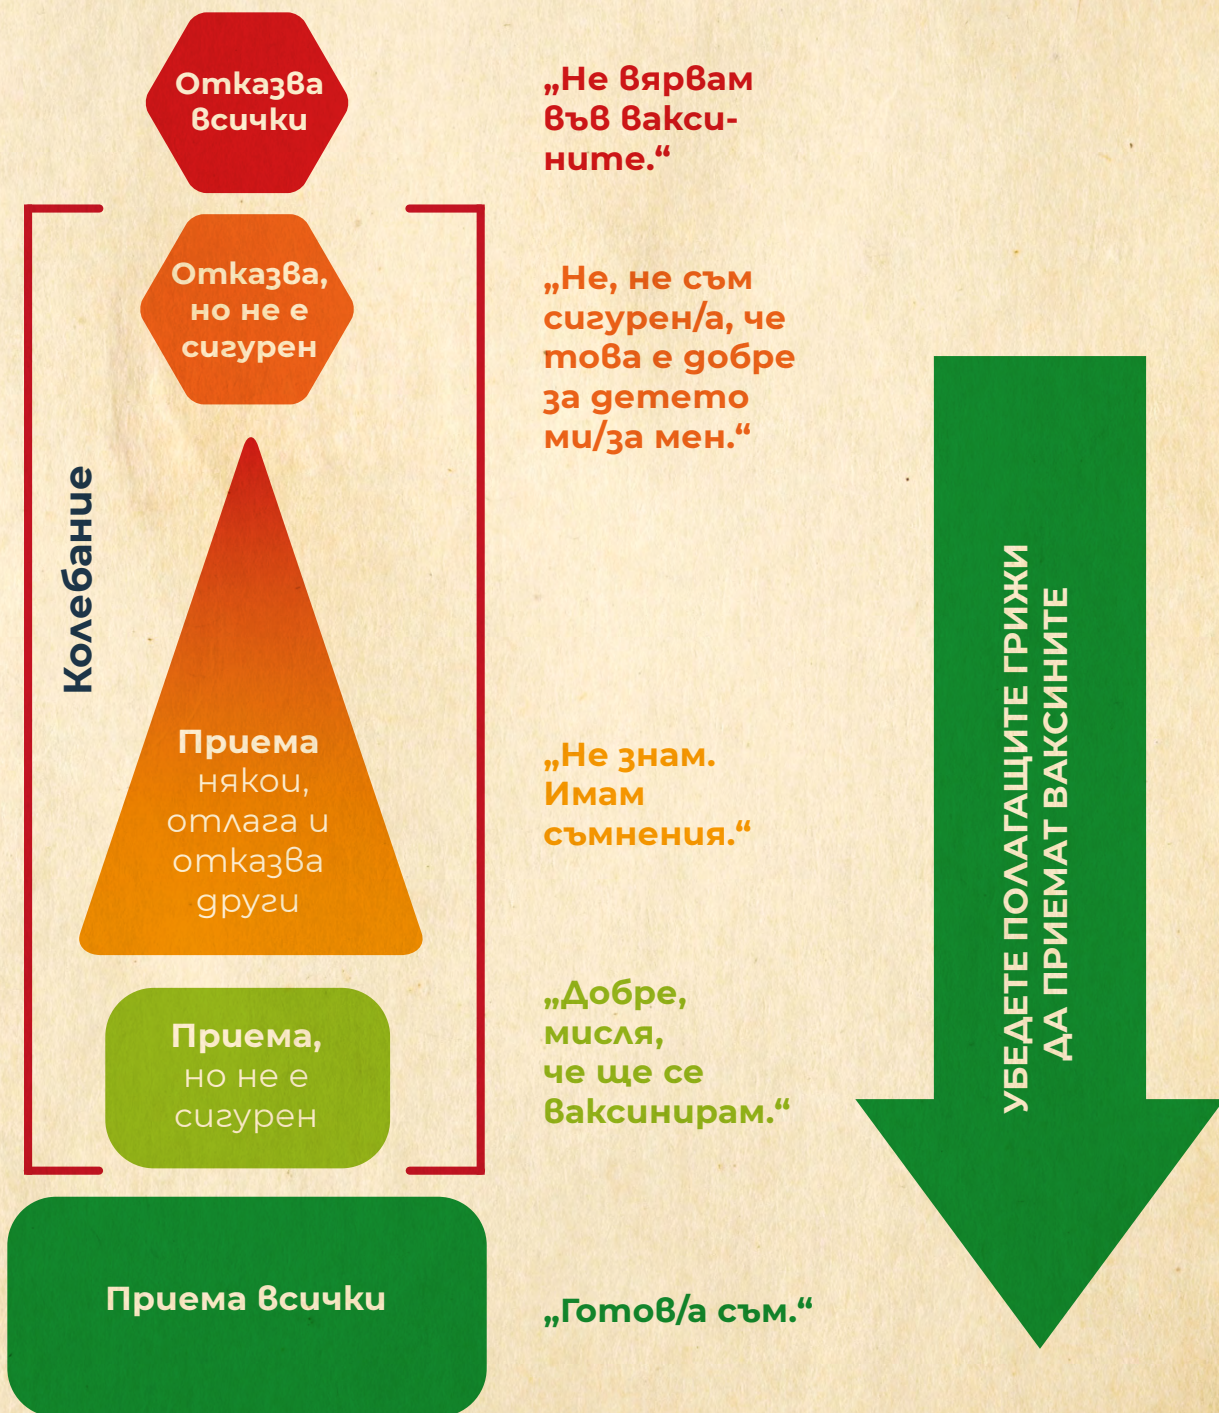 Отказва
всички
„Не вярвам
във вакси-
ните.“
Отказва,
но не е
сигурен
„Не, не съм
сигурен/а, че
това е добре
за детето
ми/за мен.“
Колебание
Приема
някои,
отлага и
отказва
други
„Не знам.
Имам
съмнения.“
Приема,
но не е
сигурен
„Добре,
мисля,
че ще се
ваксинирам.“
Приема всички
„Готов/а съм.“
УБЕДЕТЕ ПОЛАГАЩИТЕ ГРИЖИ
ДА ПРИЕМАТ ВАКСИНИТЕ